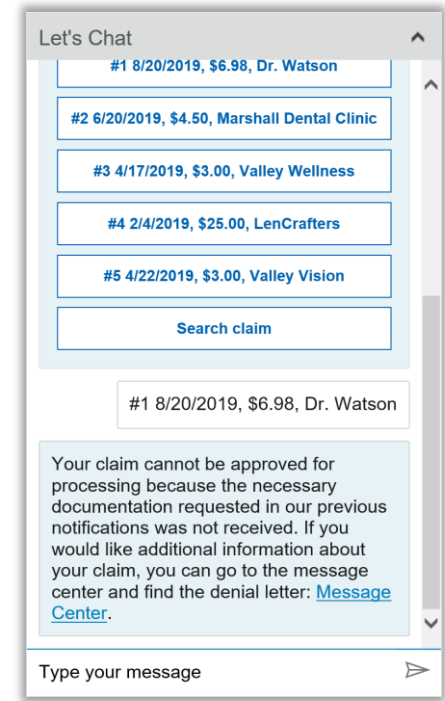 Let's Chat
#1 8/20/2019, $6.98, Dr. Watson
#2 6/20/2019, $4.50, Marshall Dental Clinic
#3 4/17/2019, $3.00, Valley Wellness
#4 2/4/2019, $25.00, LenCrafters
#5 4/22/2019, $3.00, Valley Vision
Search claim
#1 8/20/2019, $6.98, Dr. Watson
Your claim cannot be approved for
processing because the necessary
documentation requested in our previous
notifications was not received. If you
would like additional information about
your claim, you can go to the message
center and find the denial letter: Message
Center.
Type your message